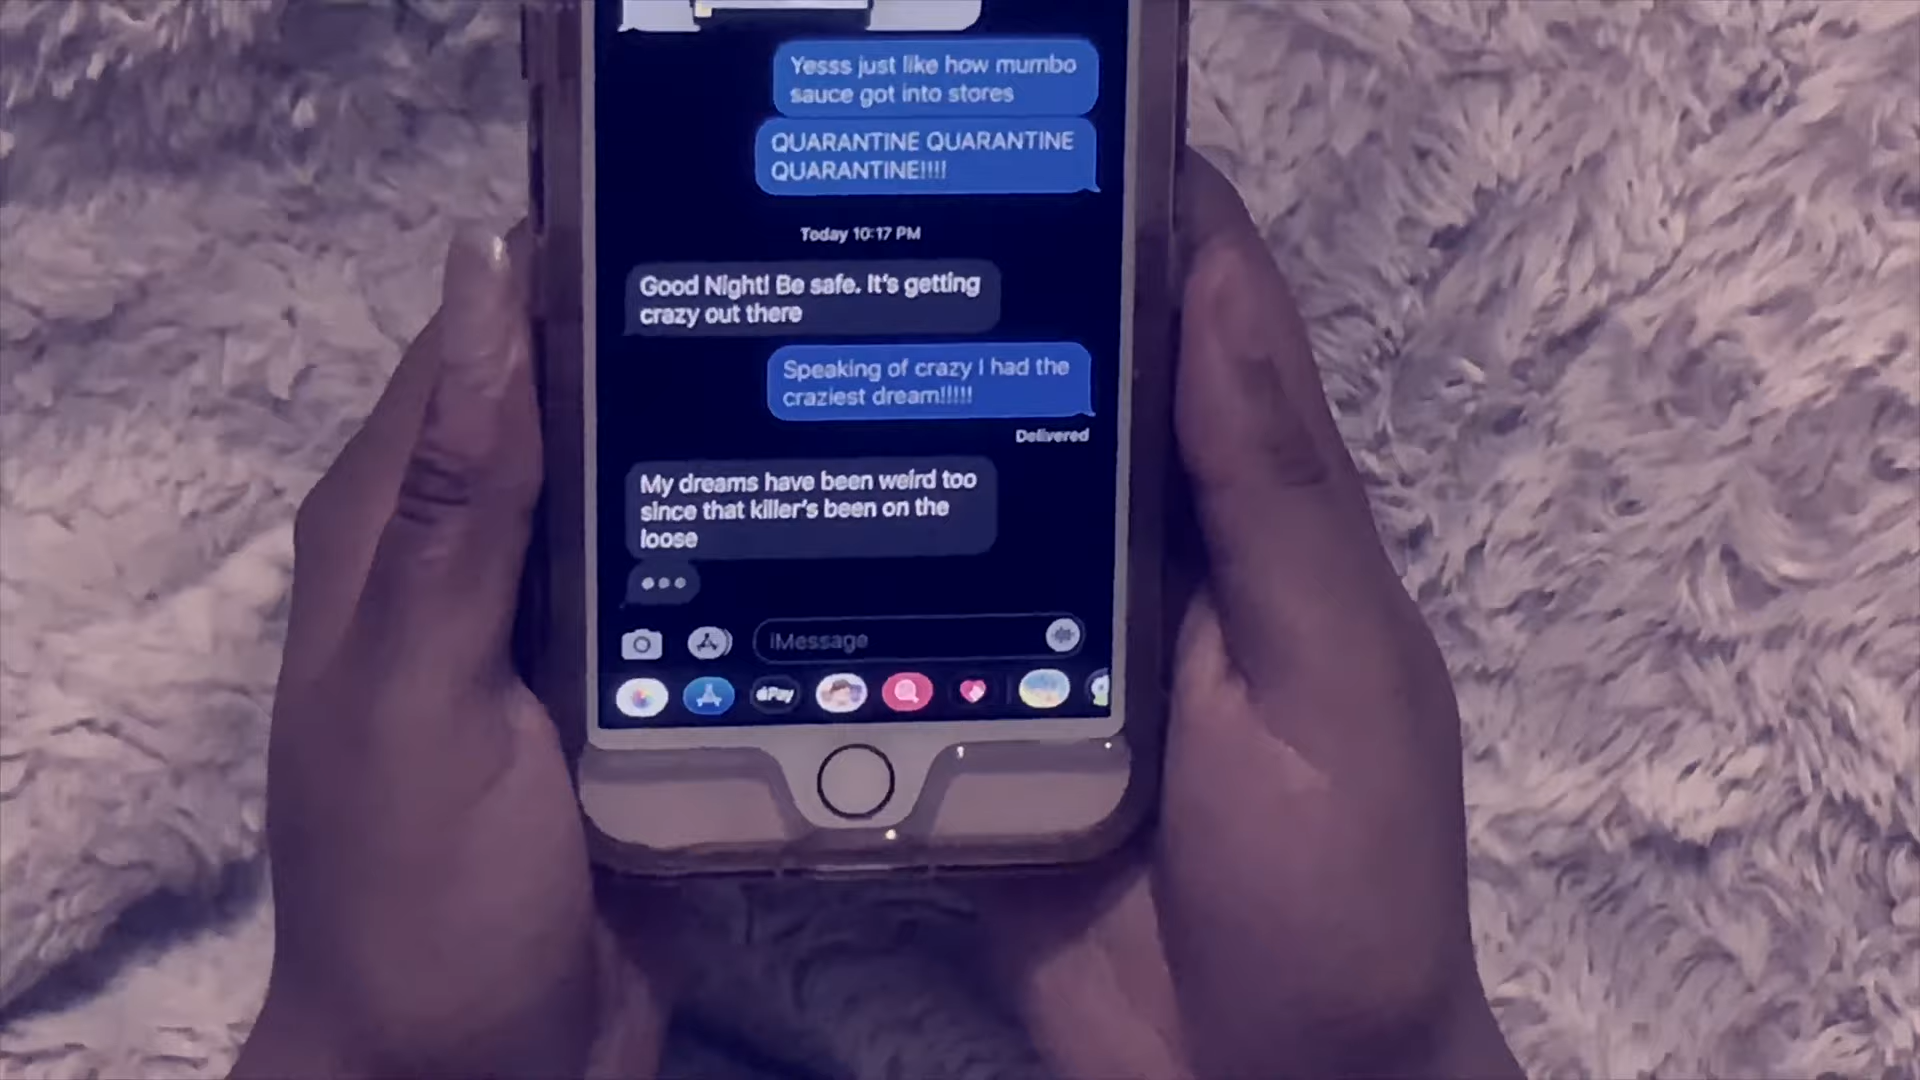 Yesss just like how mumbo
sauce got into stores
QUARANTINE QUARANTINE
QUARANTINE!!!!
Today 10:17 PM
Good Night! Be safe. It's getting
crazy out there
Speaking of crazy I had the
craziest dream!!!!!
Delivered
My dreams have been weird too
since that killer's been on the
loose
iMessage
Pay